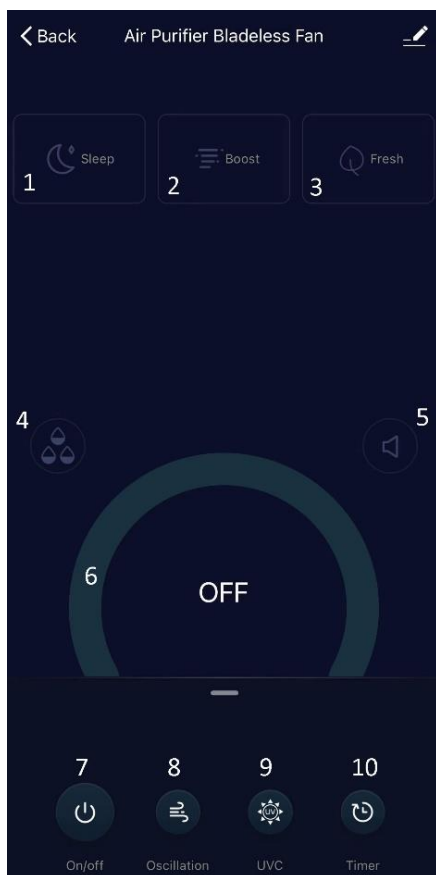 Back Air Purifier Bladeless Fan
Sleep Boost Fresh
1 2 3
4 5
6
OFF
7 8 9 10
UV
On/off Oscillation UVC Timer